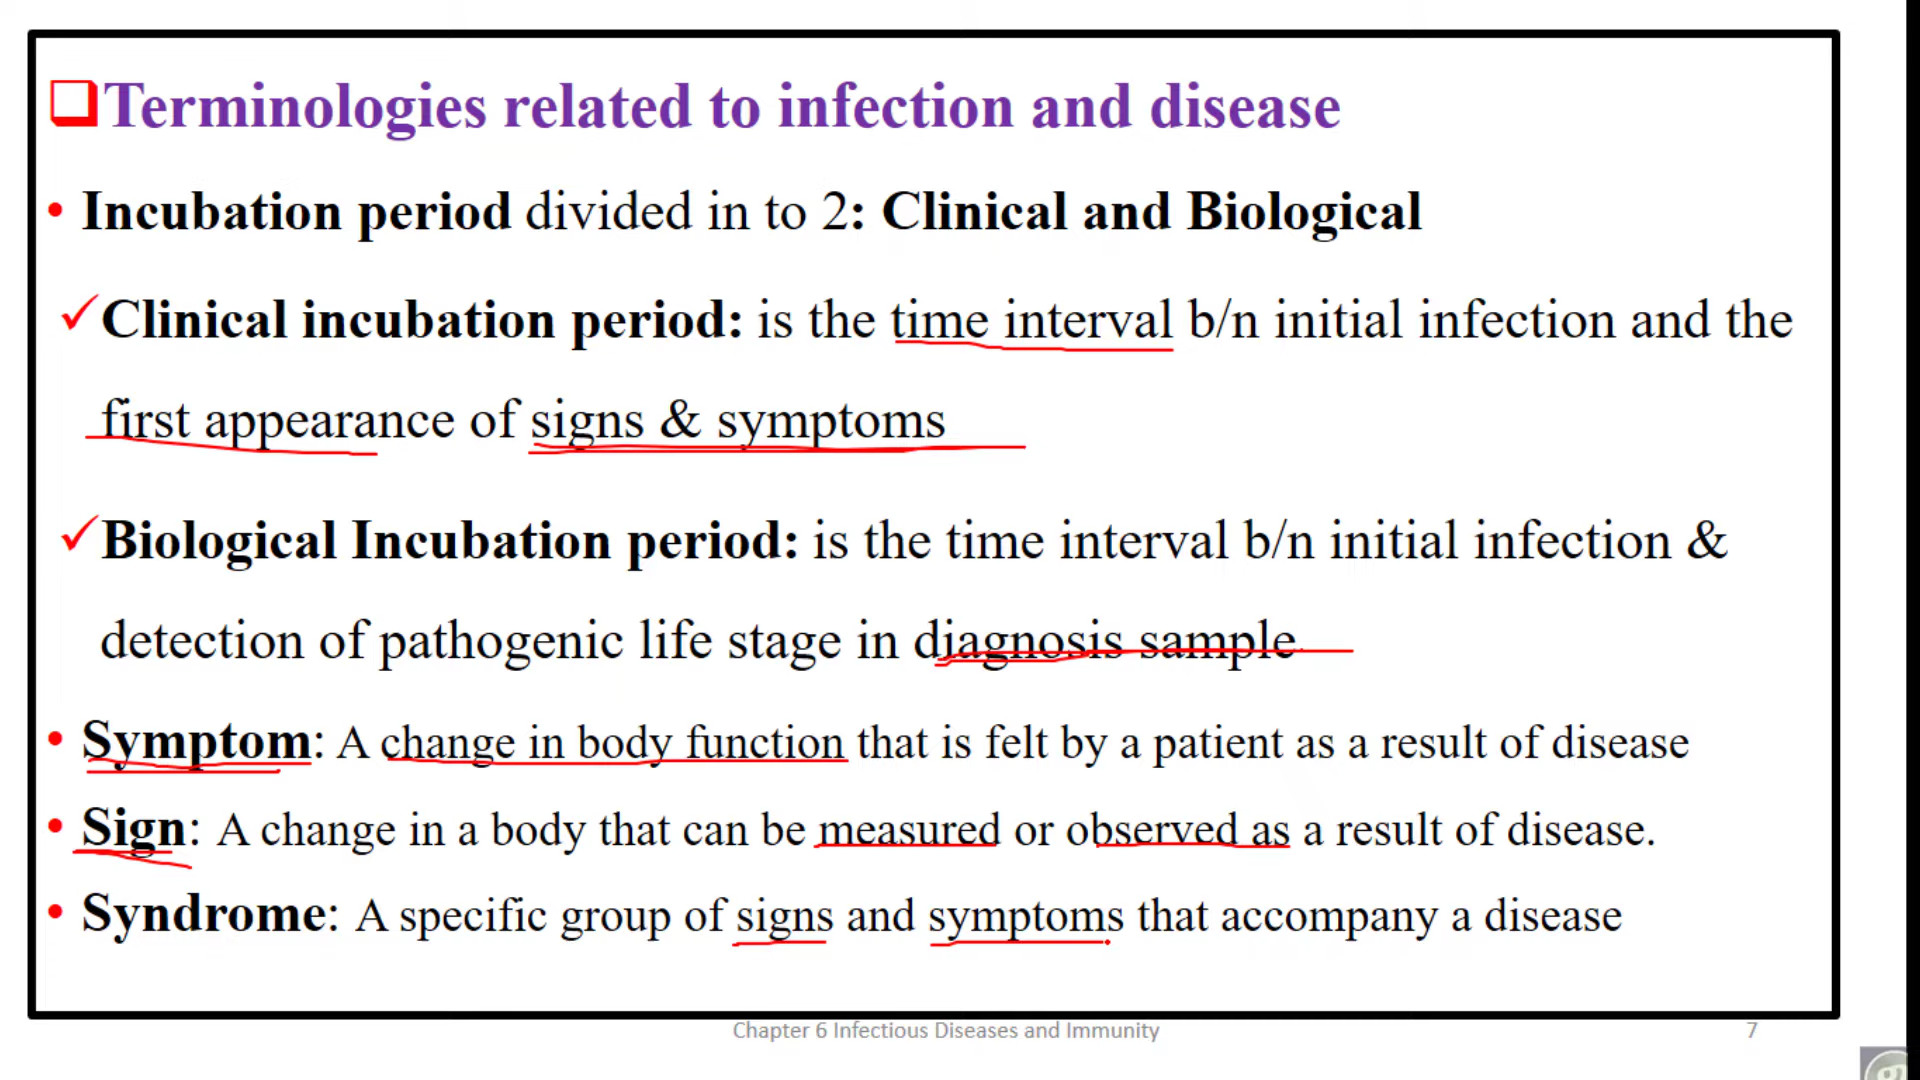 Terminologies related to infection and disease
• Incubation period divided in to 2: Clinical and Biological
✓Clinical incubation period: is the time interval b/n initial infection and the
first appearance of signs & symptoms
✓Biological Incubation period: is the time interval b/n initial infection &
detection of pathogenic life stage in diagnosis sample
• Symptom: A change in body function that is felt by a patient as a result of disease
• Sign: A change in a body that can be measured or observed as a result of disease.
• Syndrome: A specific group of signs and symptoms that accompany a disease
Chapter 6 Infectious Diseases and Immunity
7